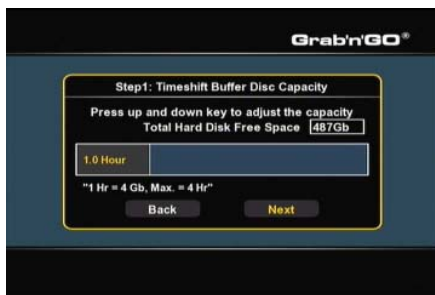 Grab'n'GO®
Step1: Timeshift Buffer Disc Capacity
Press up and down key to adjust the capacity
Total Hard Disk Free Space 487Gb
1.0 Hour
"1 Hr = 4 Gb, Max. = 4 Hr"
Back Next